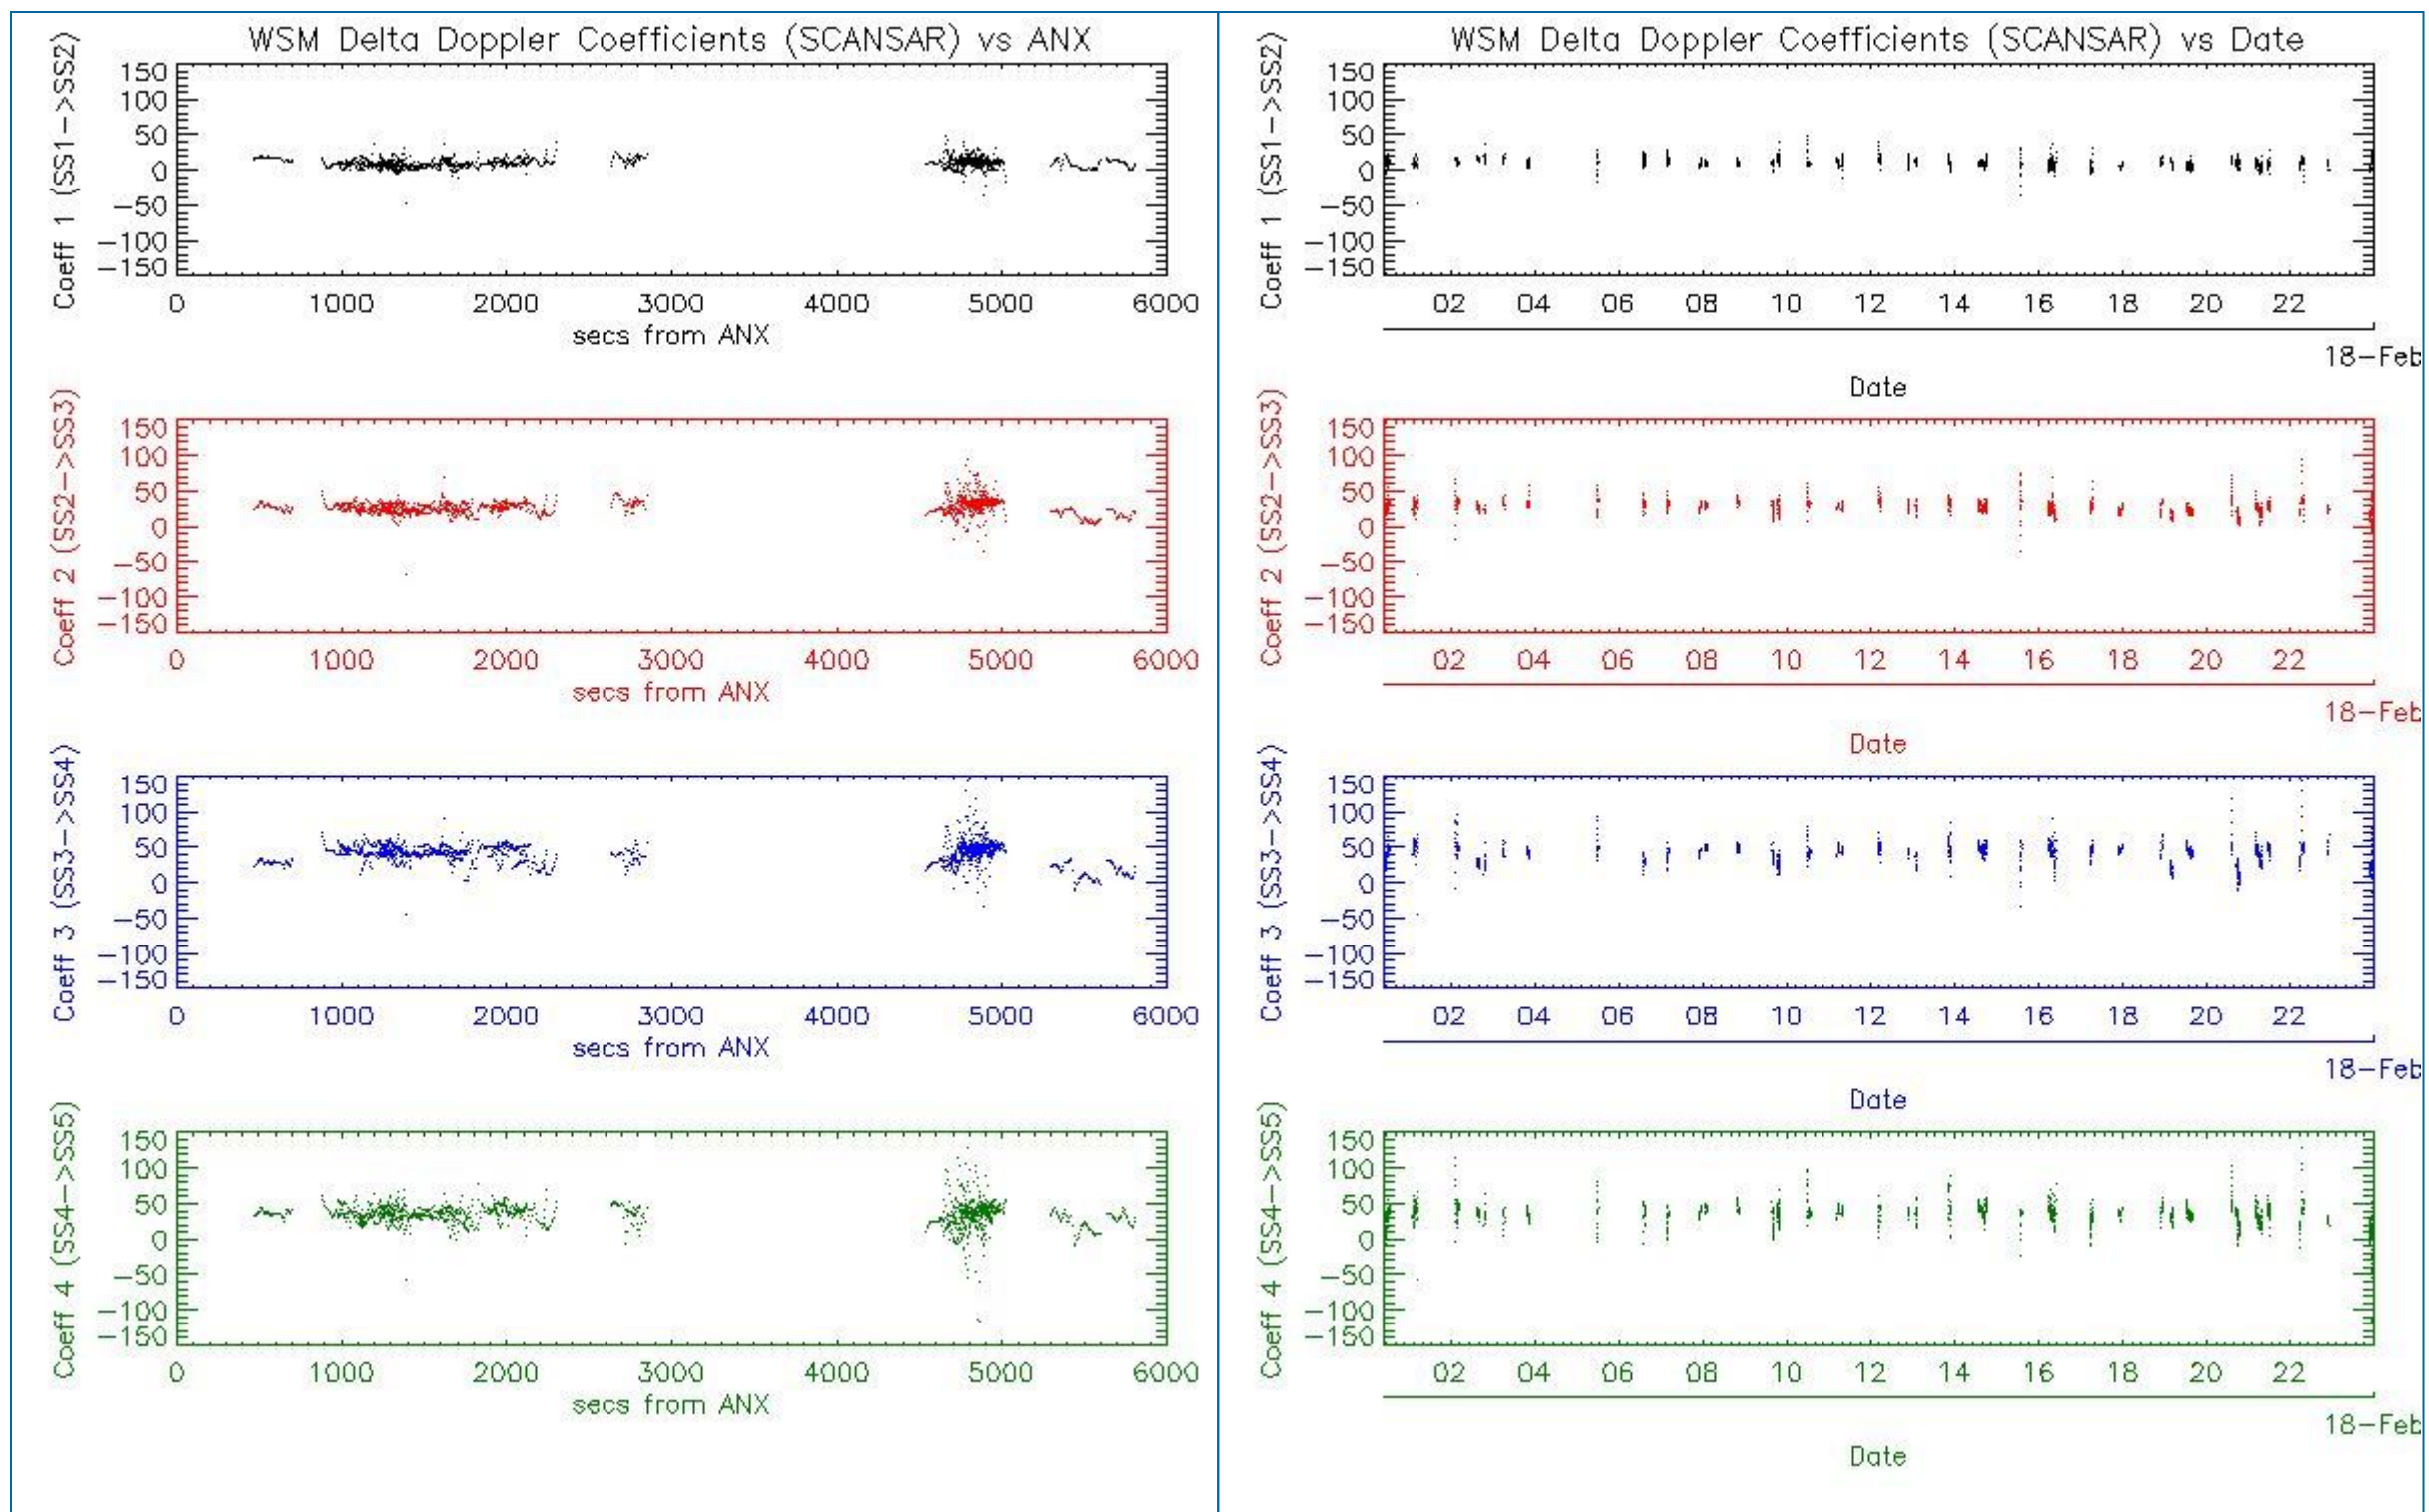 WSM Delta Doppler Coefficients (SCANSAR) vs ANX
Coeff 1 (SS1->SS2)
150
100
50
0
-50
-100
-150
0 1000 2000 3000 4000 5000 6000
secs from ANX
Coeff 2 (SS2->SS3)
150
100
50
0
-50
-100
-150
0 1000 2000 3000 4000 5000 6000
secs from ANX
Coeff 3 (SS3->SS4)
150
100
50
0
-50
-100
-150
0 1000 2000 3000 4000 5000 6000
secs from ANX
Coeff 4 (SS4->SS5)
150
100
50
0
-50
-100
-150
0 1000 2000 3000 4000 5000 6000
secs from ANX
WSM Delta Doppler Coefficients (SCANSAR) vs Date
Coeff 1 (SS1->SS2)
150
100
50
0
-50
-100
-150
02 04 06 08 10 12 14 16 18 20 22
18-Feb
Date
Coeff 2 (SS2->SS3)
150
100
50
0
-50
-100
-150
02 04 06 08 10 12 14 16 18 20 22
18-Feb
Date
Coeff 3 (SS3->SS4)
150
100
50
0
-50
-100
-150
02 04 06 08 10 12 14 16 18 20 22
18-Feb
Date
Coeff 4 (SS4->SS5)
150
100
50
0
-50
-100
-150
02 04 06 08 10 12 14 16 18 20 22
18-Feb
Date